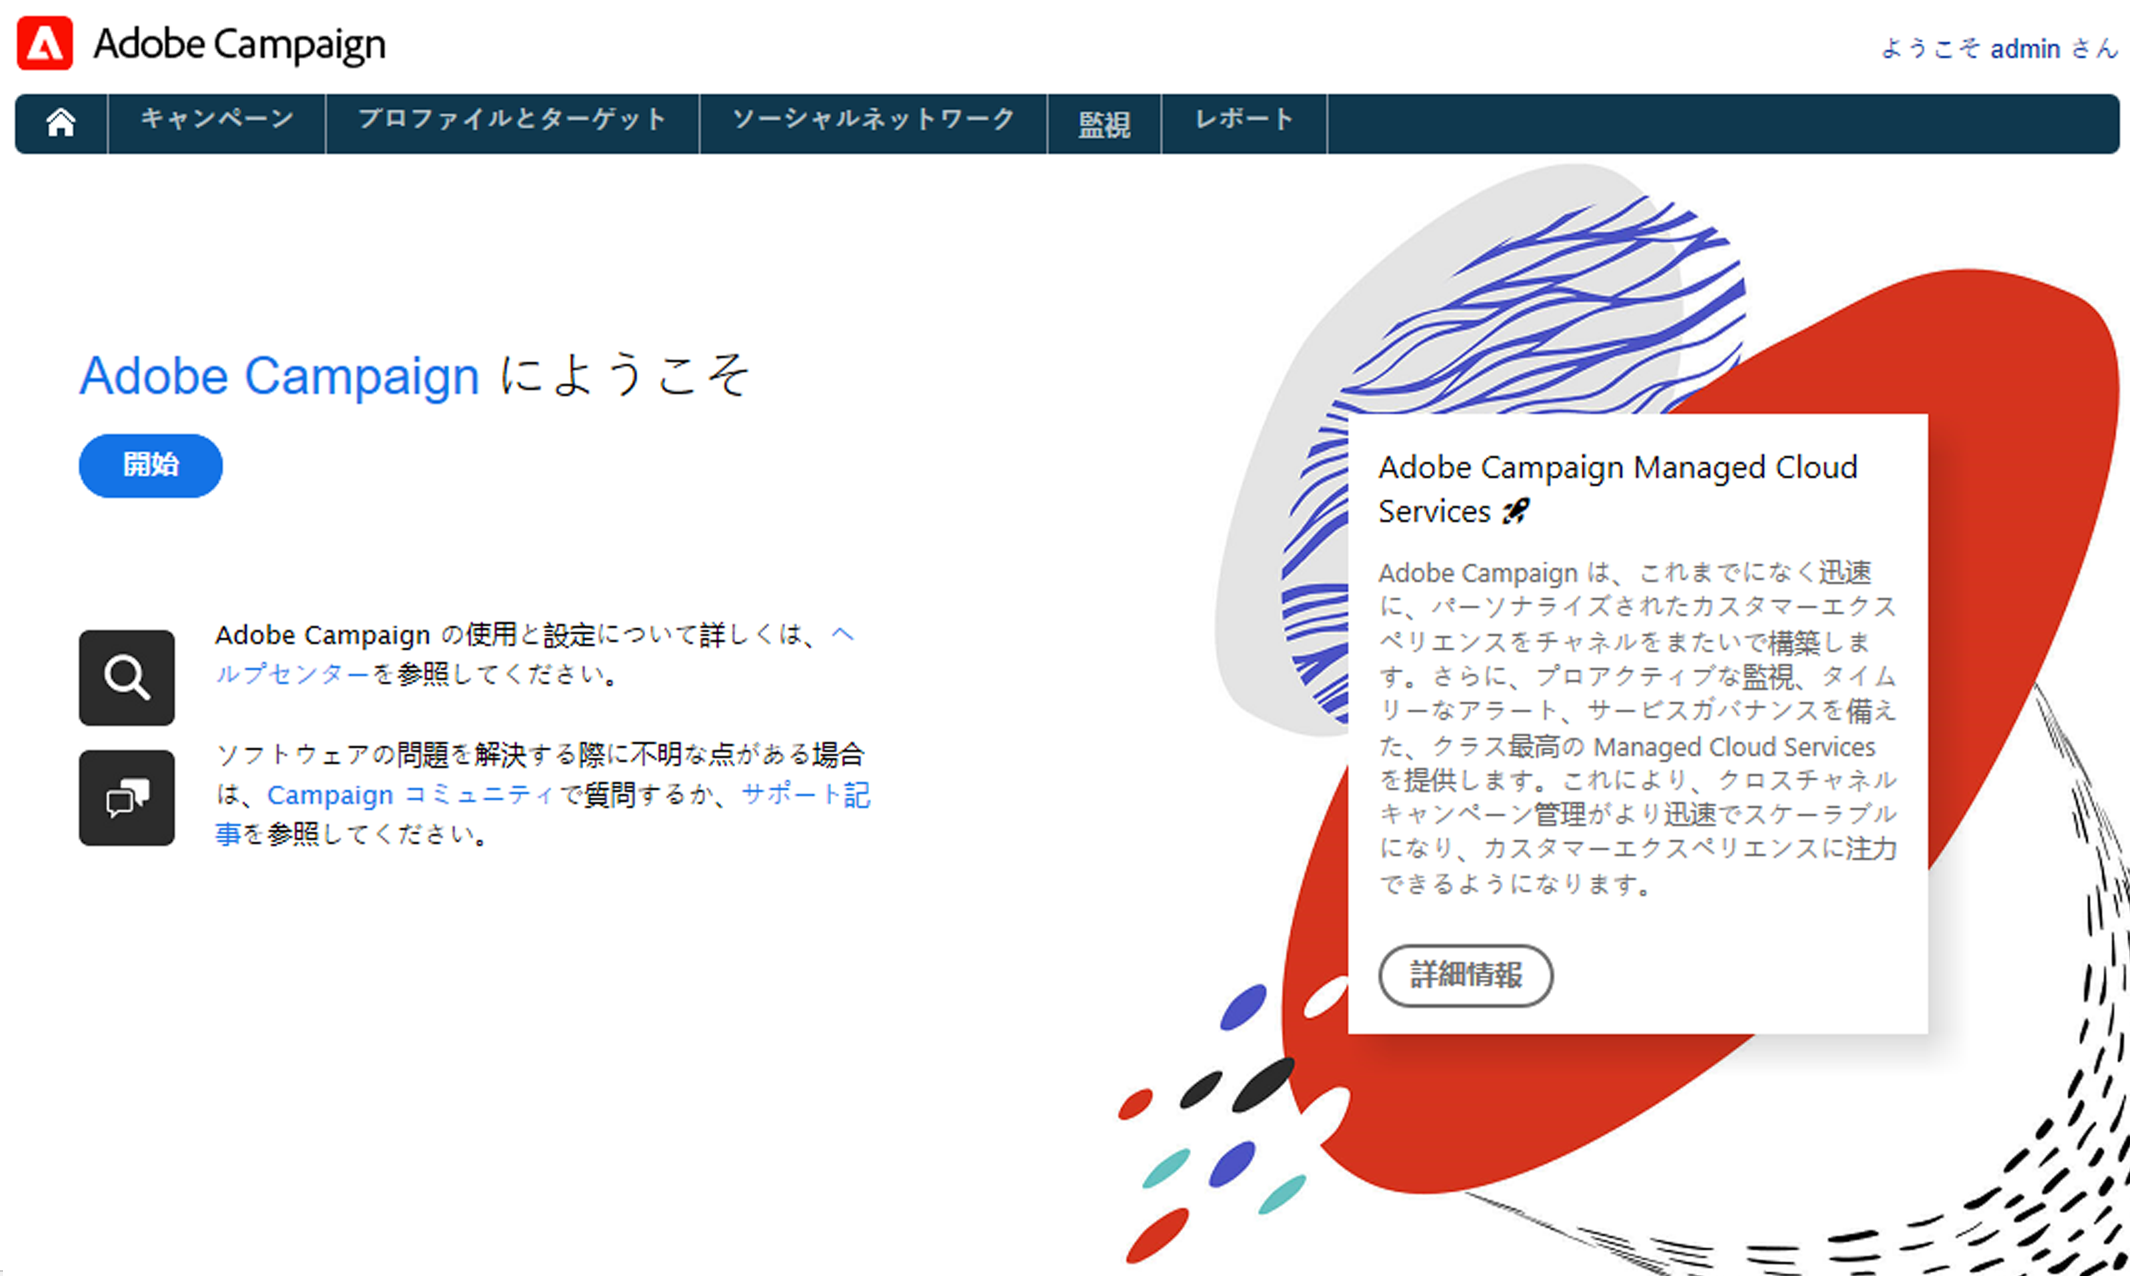 Adobe Campaign
ようこそ admin さん
キャンペーン
プロファイルとターゲット
ソーシャルネットワーク
監視
レポート
Adobe Campaign にようこそ
開始
Adobe Campaign の使用と設定について詳しくは、ヘ
ルプセンターを参照してください。
ソフトウェアの問題を解決する際に不明な点がある場合
は、Campaign コミュニティで質問するか、サポート記
事を参照してください。
Adobe Campaign Managed Cloud
Services
Adobe Campaign は、これまでになく迅速
に、パーソナライズされたカスタマーエクス
ペリエンスをチャネルをまたいで構築しま
す。さらに、プロアクティブな監視、タイム
リーなアラート、サービスガバナンスを備え
た、クラス最高の Managed Cloud Services
を提供します。これにより、クロスチャネル
キャンペーン管理がより迅速でスケーラブル
になり、カスタマーエクスペリエンスに注力
できるようになります。
詳細情報